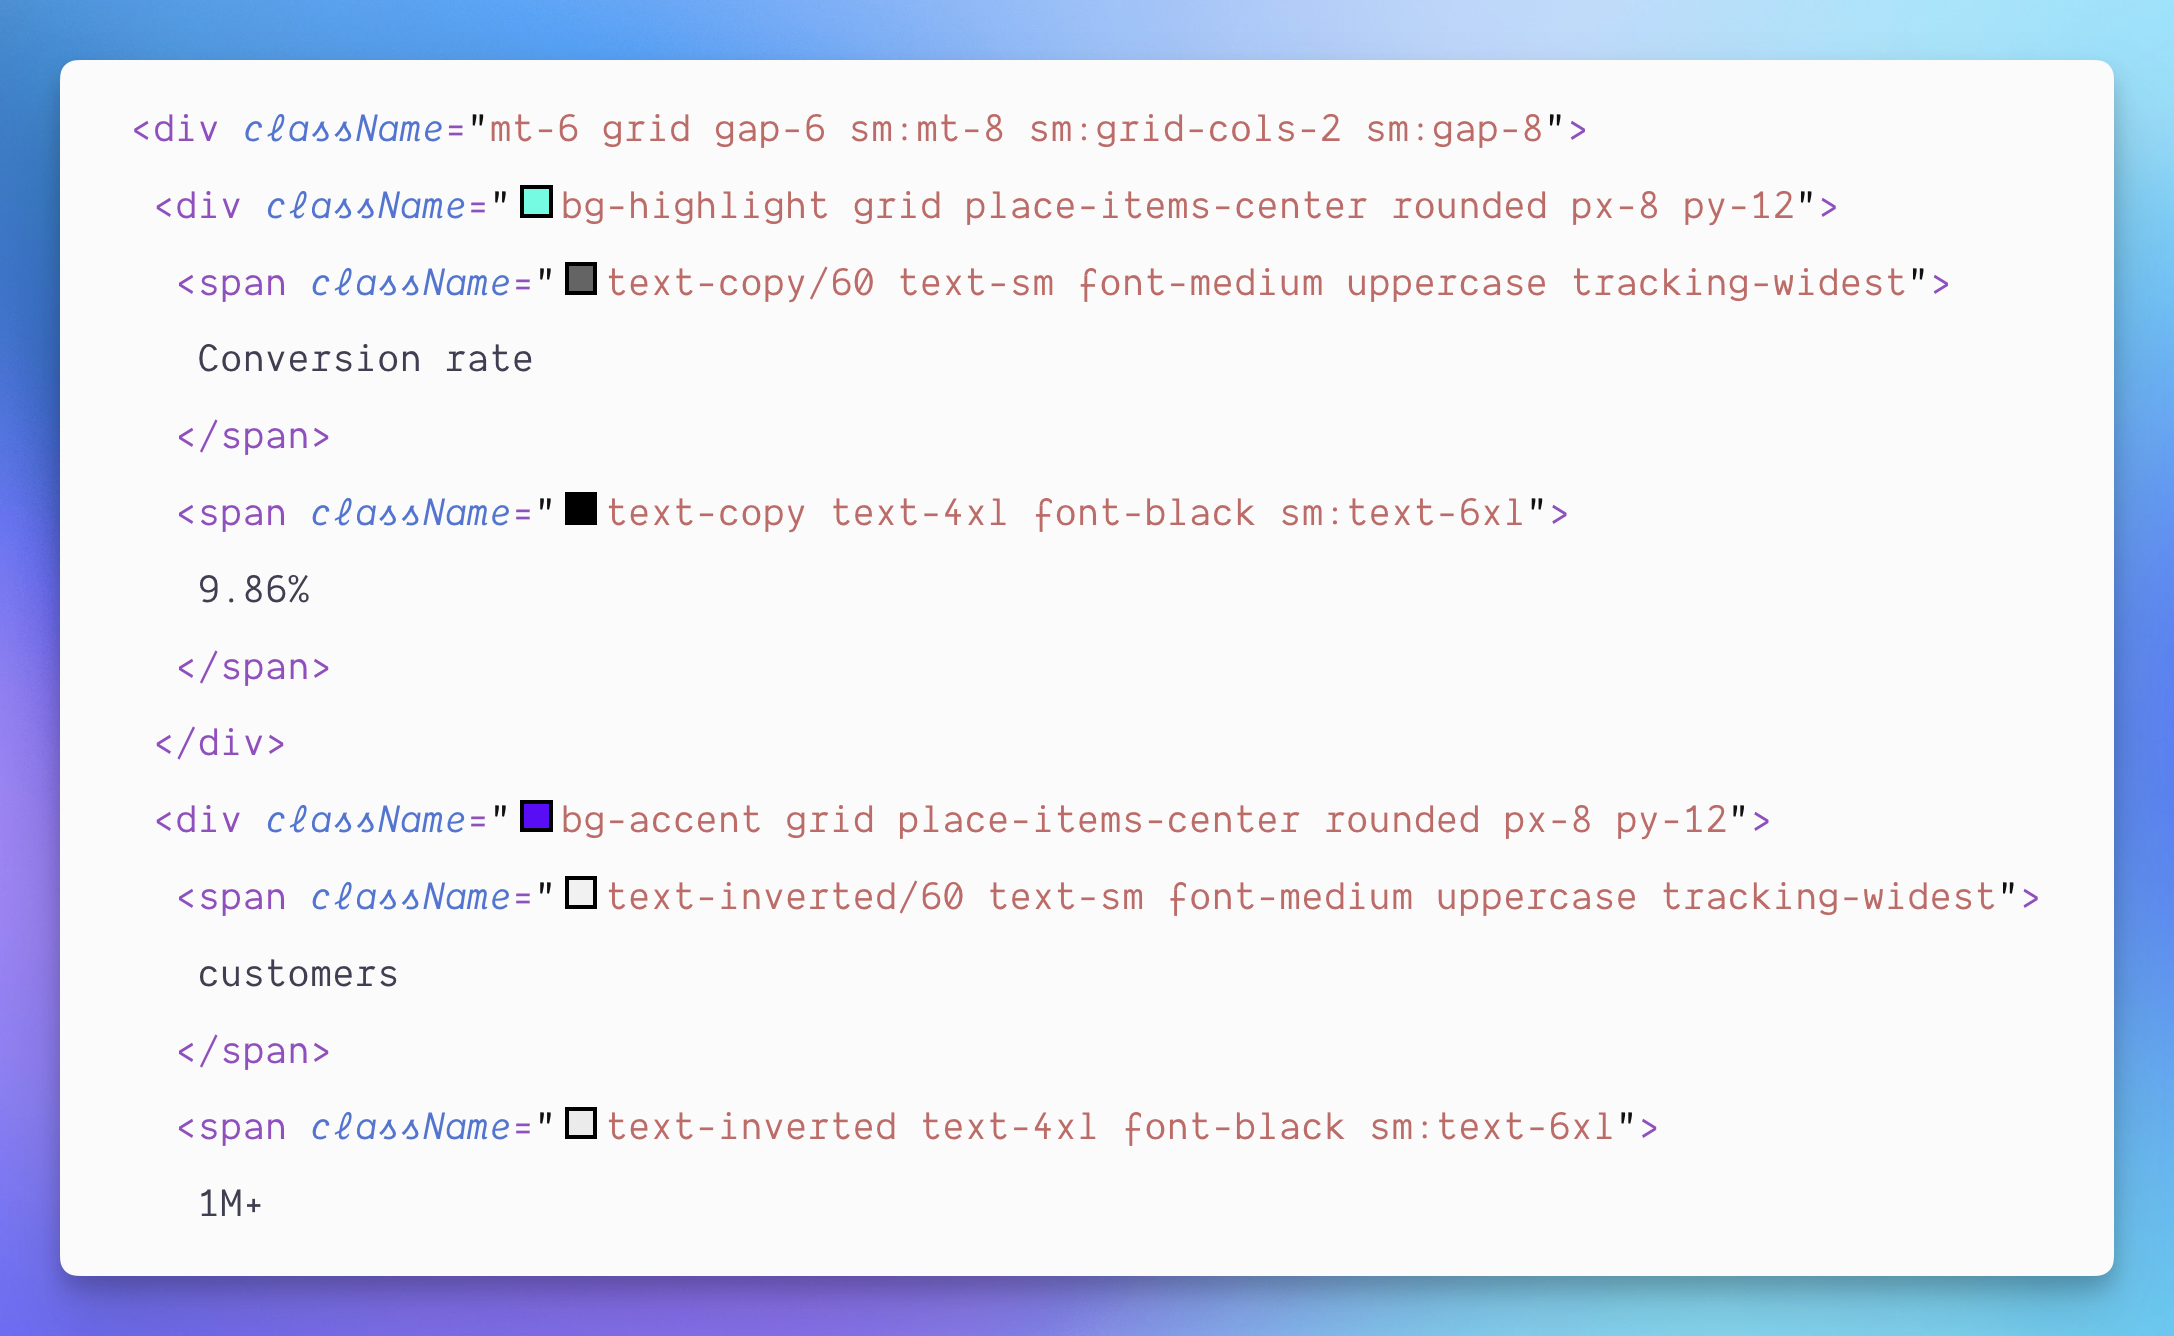 <div className="mt-6 grid gap-6 sm:mt-8 sm:grid-cols-2 sm:gap-8">
<div className="bg-highlight grid place-items-center rounded px-8 py-12">
<span className="text-copy/60 text-sm font-medium uppercase tracking-widest">
Conversion rate
</span>
<span className="text-copy text-4xl font-black sm:text-6xl">
9.86%
</span>
</div>
<div className="bg-accent grid place-items-center rounded px-8 py-12">
<span className="text-inverted/60 text-sm font-medium uppercase tracking-widest">
customers
</span>
<span className="text-inverted text-4xl font-black sm:text-6xl">
1M+